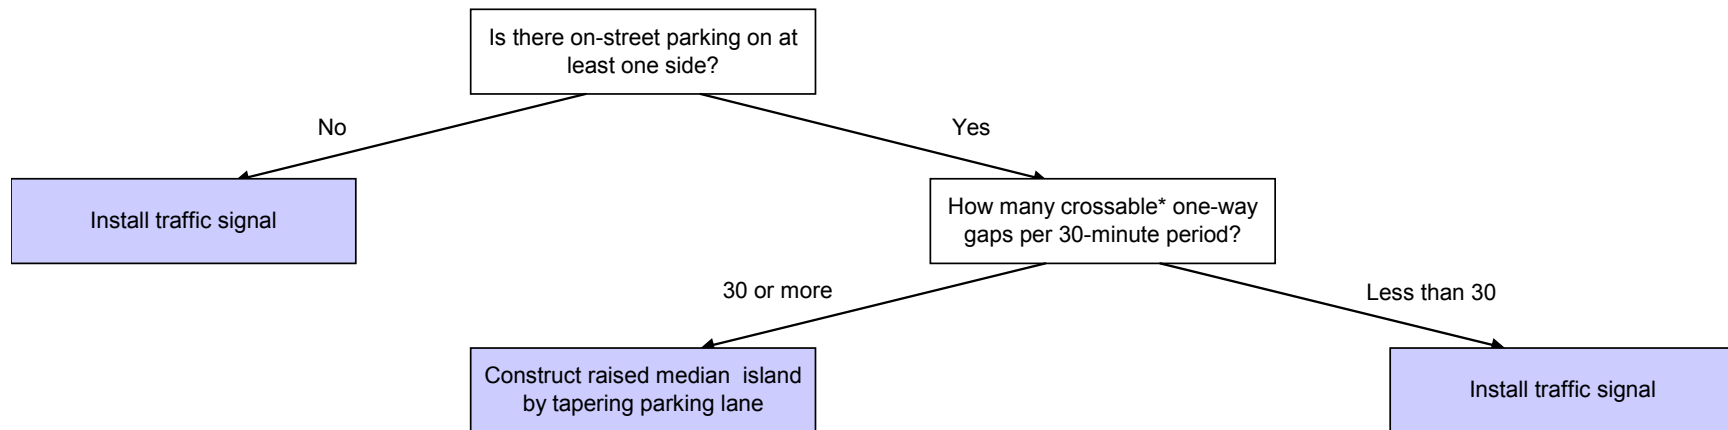 Is there on-street parking on at
least one side?
No
Yes
Install traffic signal
How many crossable* one-way
gaps per 30-minute period?
30 or more
Less than 30
Construct raised median island
by tapering parking lane
Install traffic signal